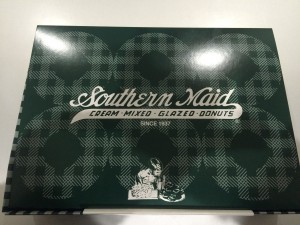 Southern Maid
CREAM · MIXED · GLAZED · DONUTS
SINCE 1937